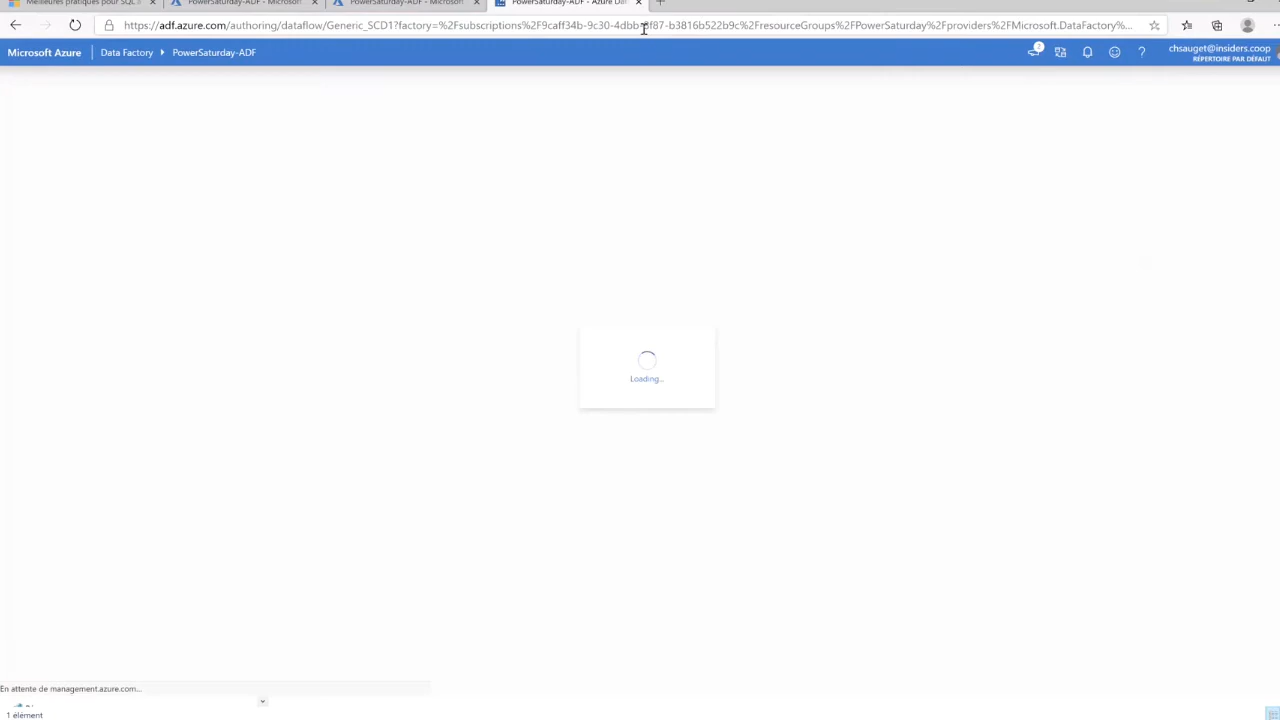 Meilleures pratiques pour SQL
PowerSaturday-ADF - Microsoft
PowerSaturday-ADF - Microsoft
PowerSaturday-ADF - Azure Dat
https://adf.azure.com/authoring/dataflow/Generic_SCD1?factory=%2Fsubscriptions%2F9caff34b-9c30-4dbb- f87-b3816b522b9c%2FresourceGroups%2FPowerSaturday%2Fproviders%2FMicrosoft.DataFactory%...
Microsoft Azure
Data Factory
PowerSaturday-ADF
2
chsauget@insiders.coop
RÉPERTOIRE PAR DÉFAUT
Loading...
En attente de management.azure.com...
1 élément